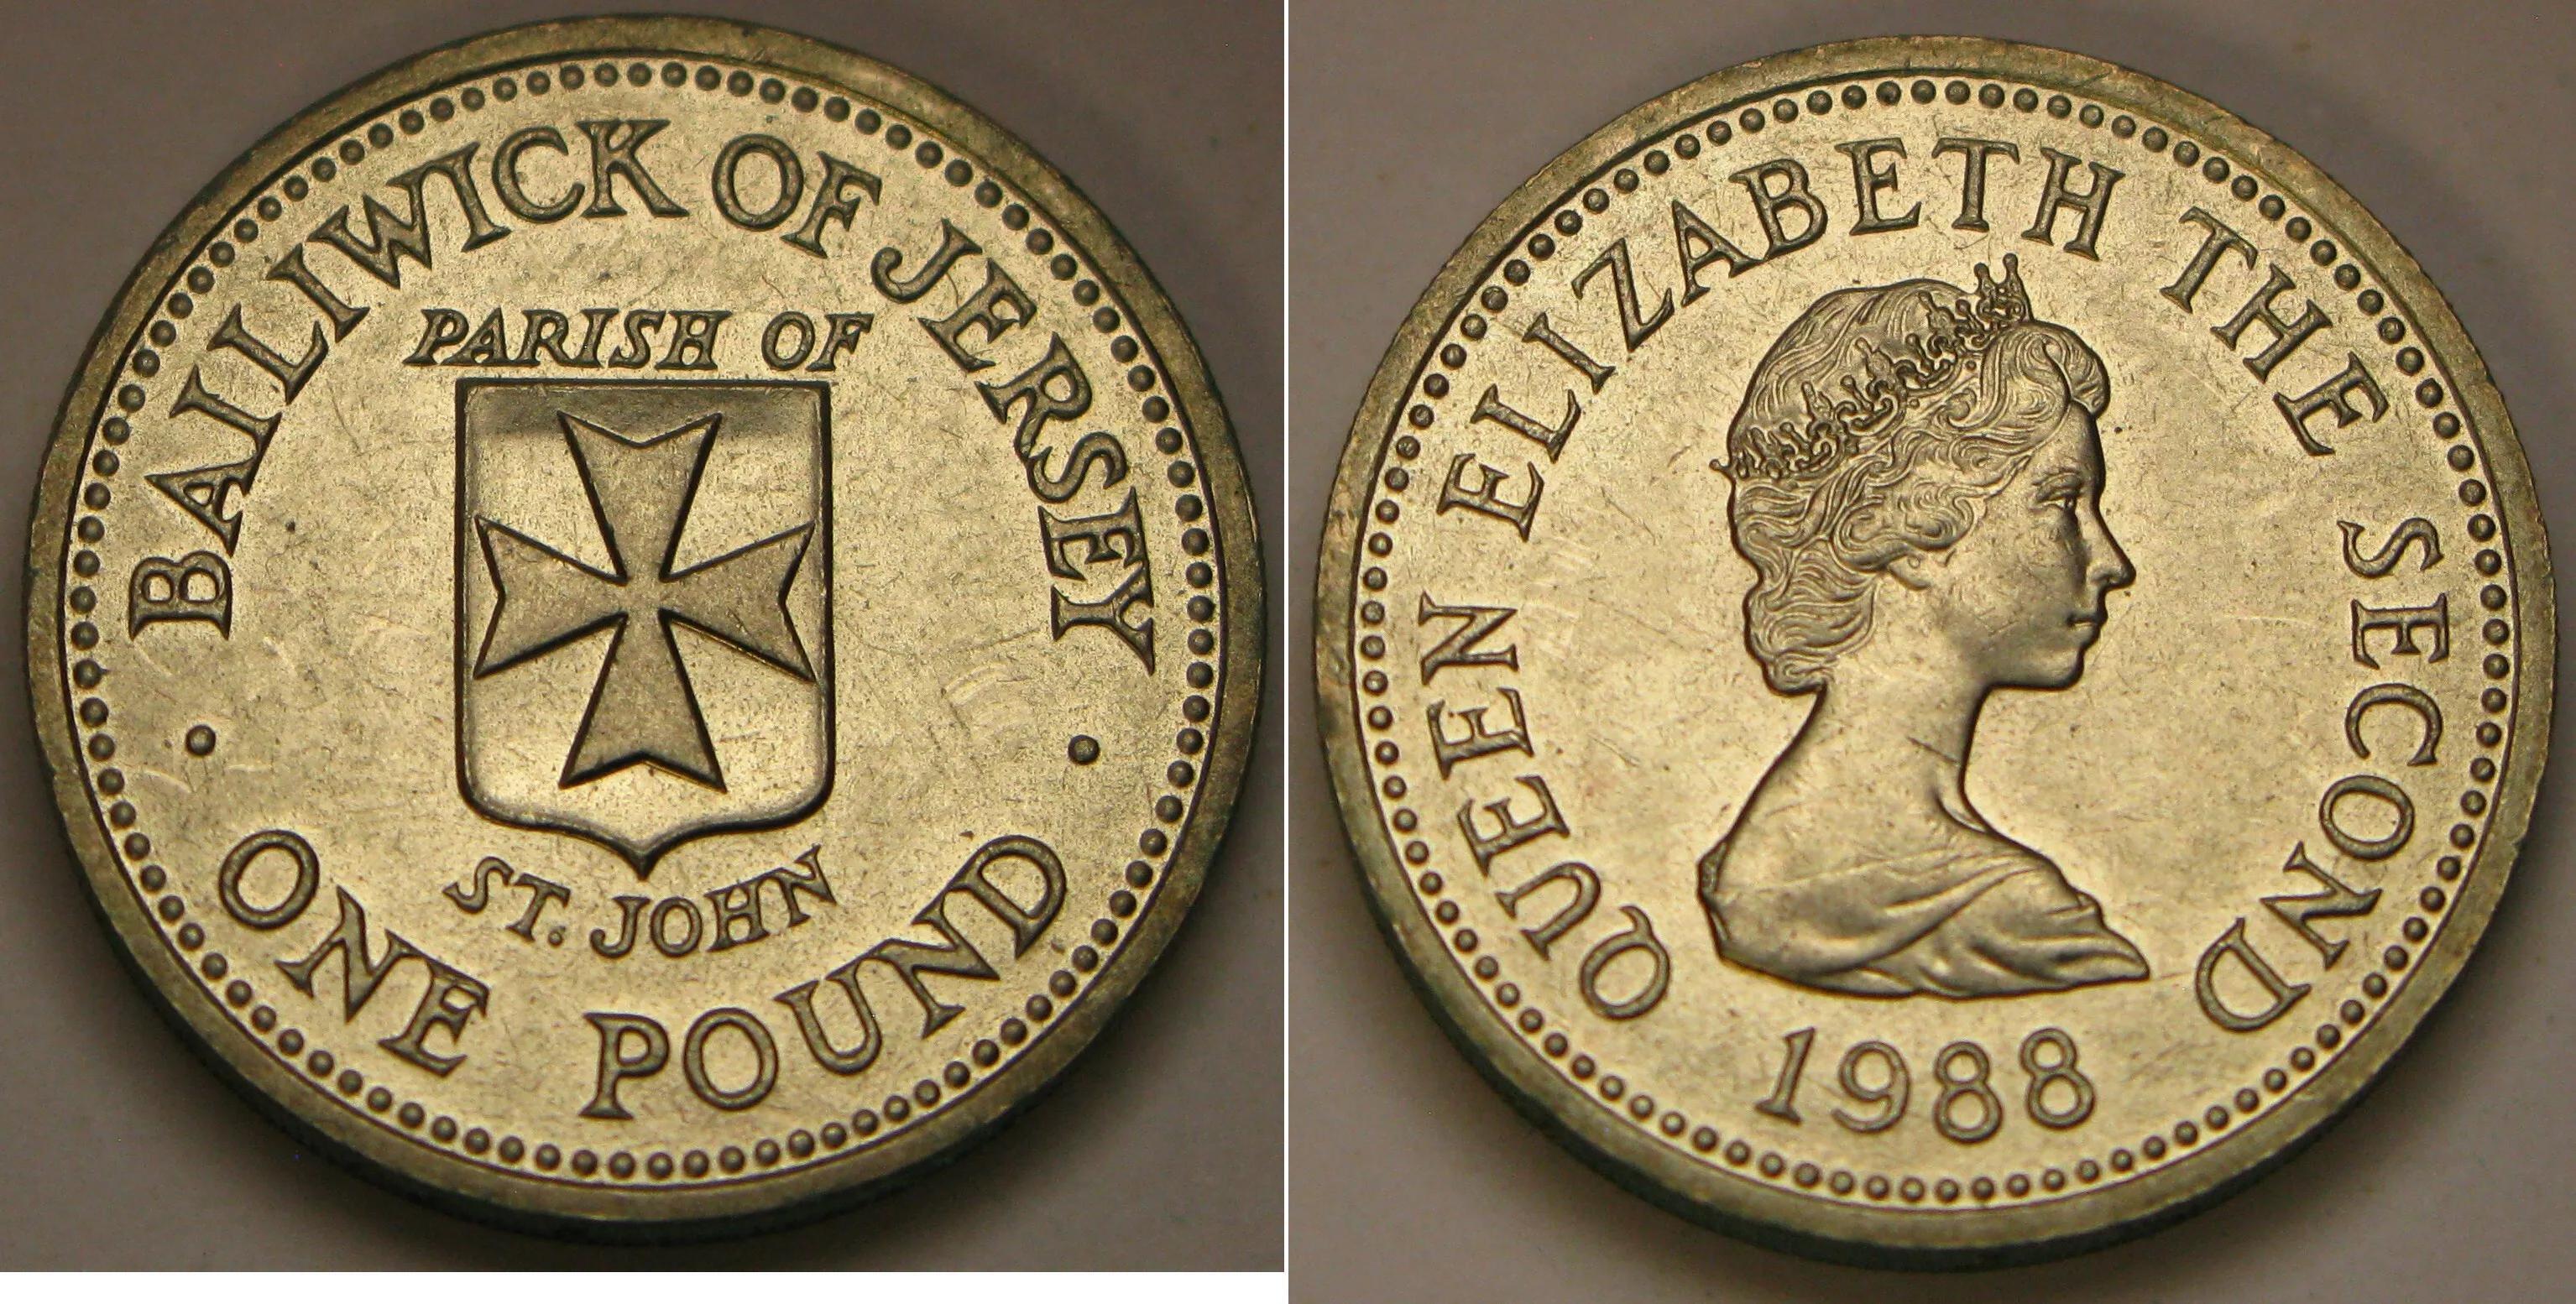 BAILIWICK OF JERSEY
PARISH OF
ST. JOHN
ONE POUND
QUEEN ELIZABETH THE SECOND
1988